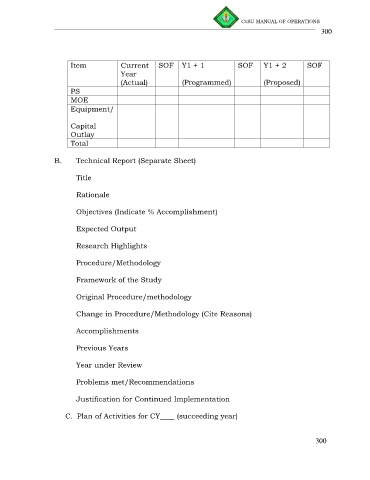 CvSU MANUAL OF OPERATIONS
300
Item Current Year (Actual) SOF Y1 + 1 (Programmed) SOF Y1 + 2 (Proposed) SOF
PS
MOE
Equipment/
Capital
Outlay
Total
B. Technical Report (Separate Sheet)
Title
Rationale
Objectives (Indicate % Accomplishment)
Expected Output
Research Highlights
Procedure/Methodology
Framework of the Study
Original Procedure/methodology
Change in Procedure/Methodology (Cite Reasons)
Accomplishments
Previous Years
Year under Review
Problems met/Recommendations
Justification for Continued Implementation
C. Plan of Activities for CY____ (succeeding year)
300